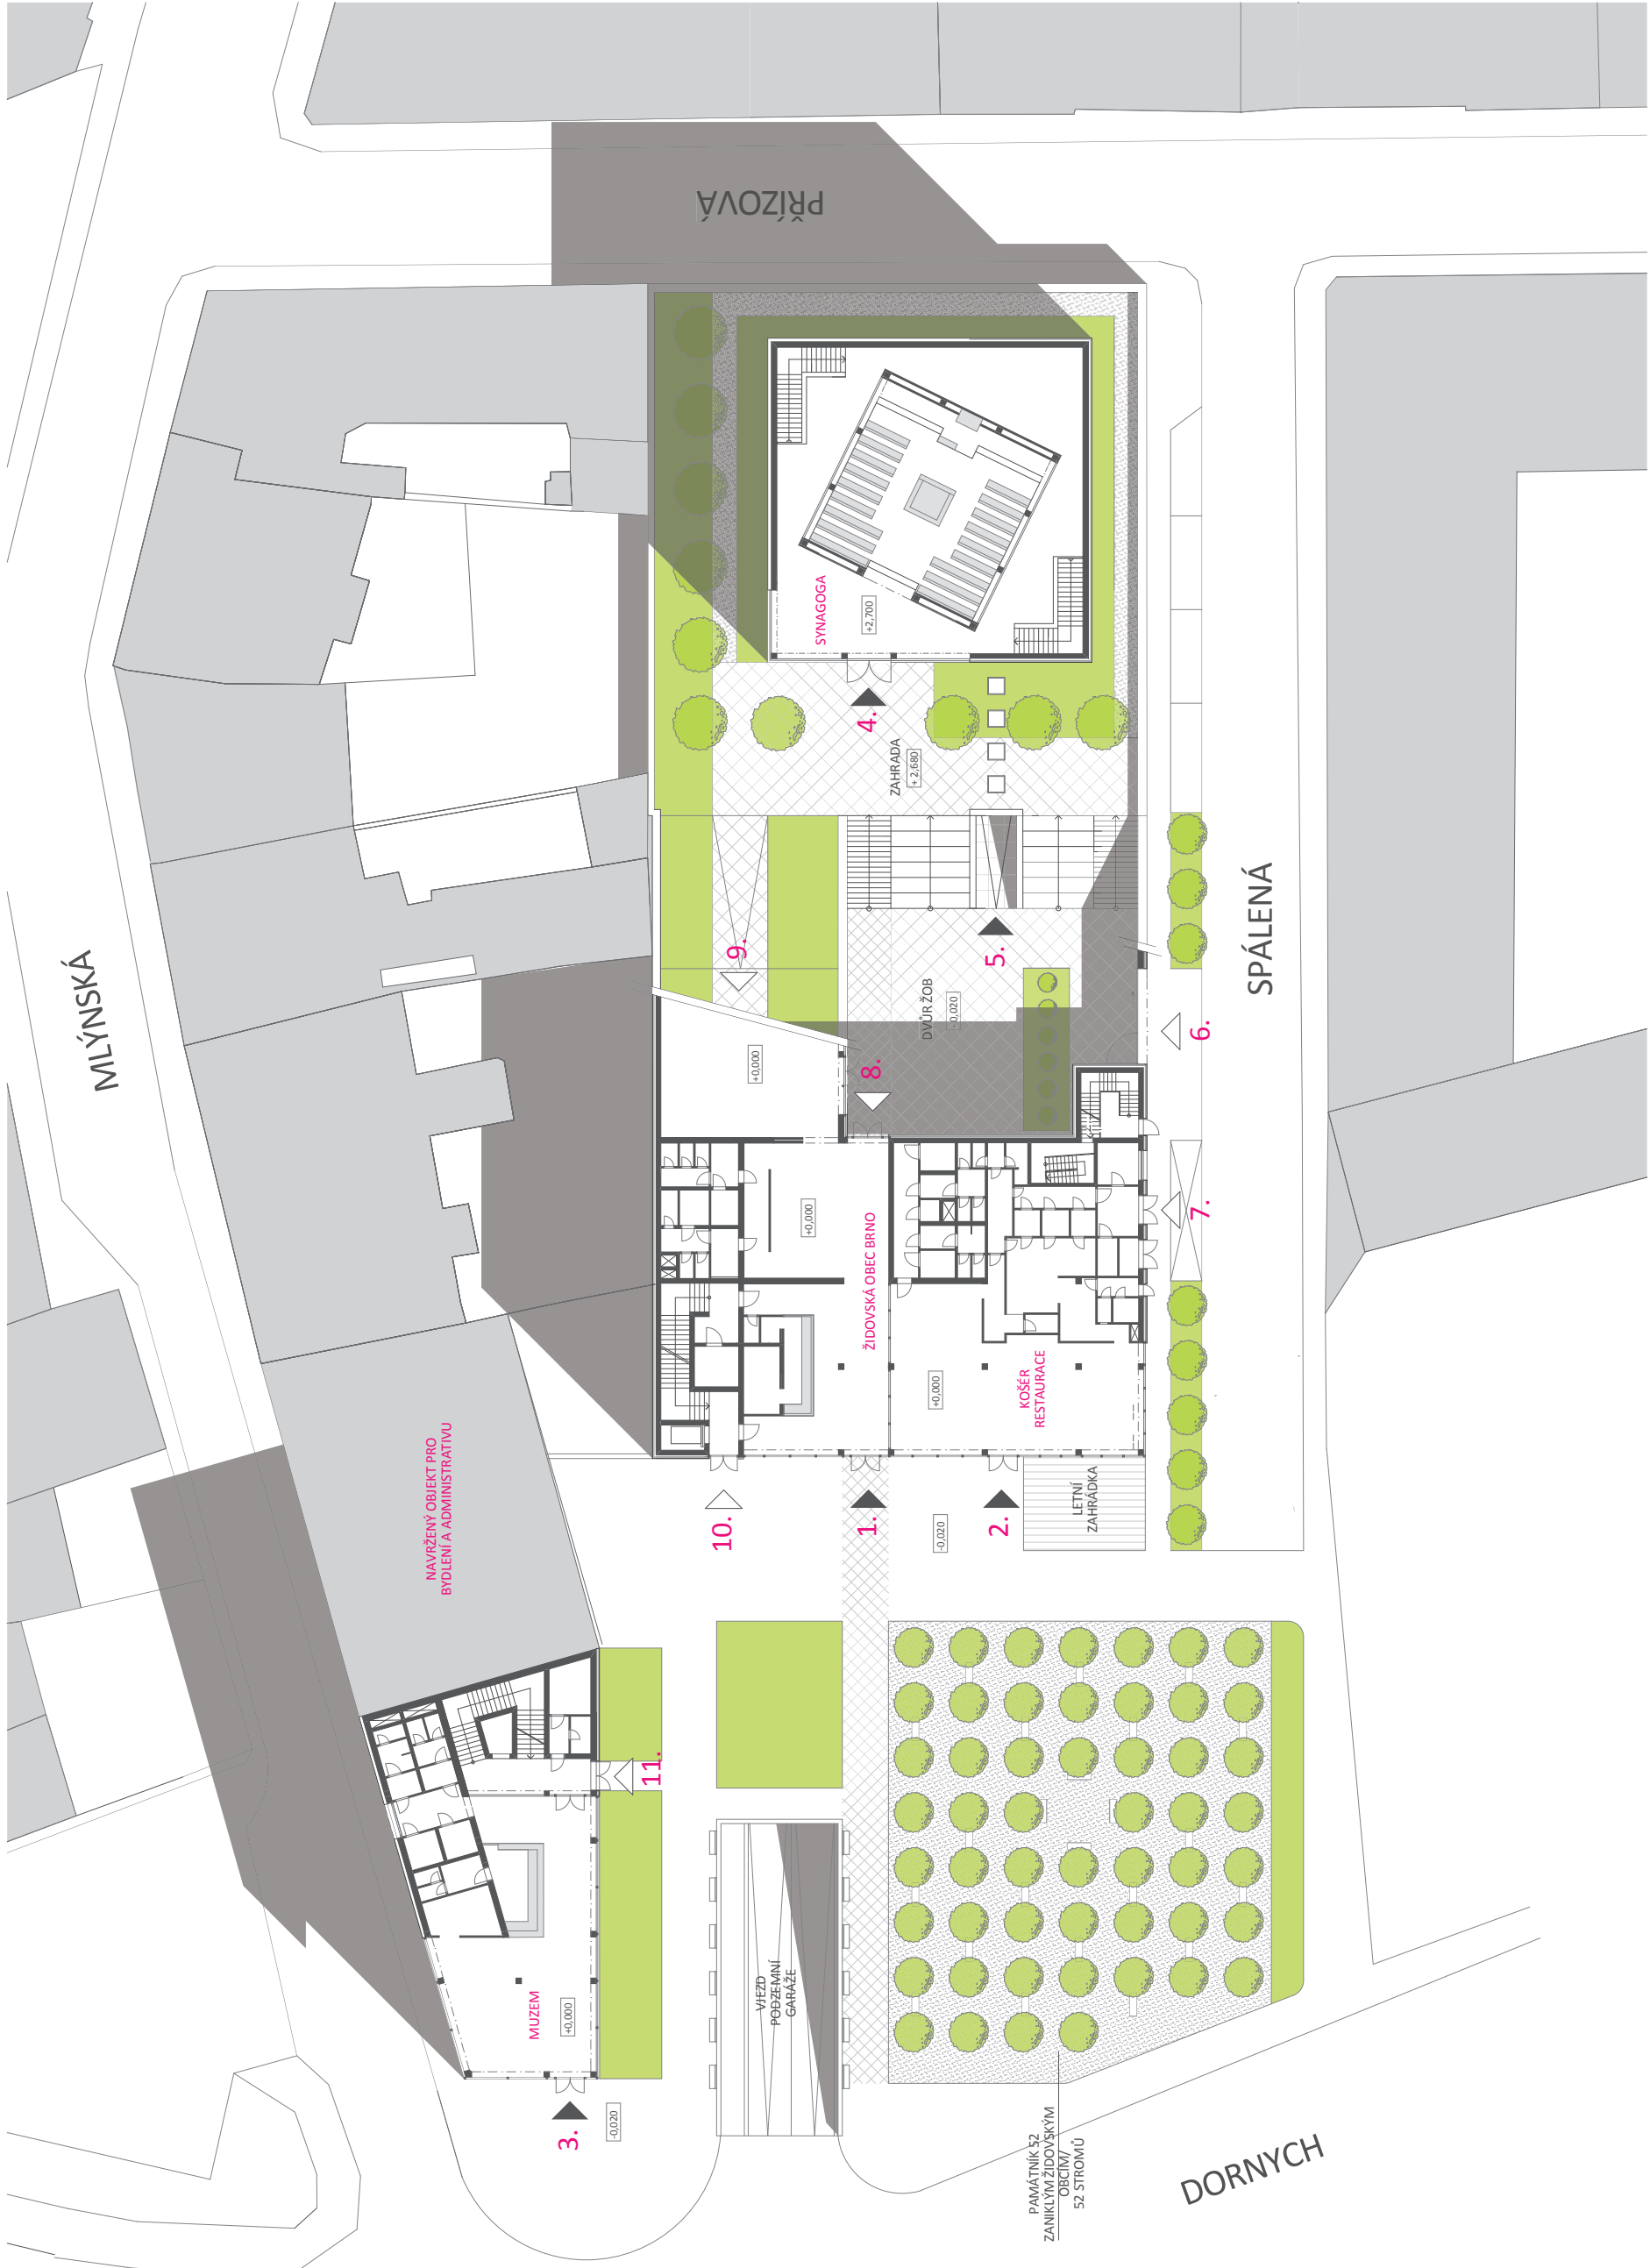 PŘÍZOVÁ
SYNAGOGA
+2,700
4.
ZAHRADA
+ 2,680
MLÝNSKÁ
SPÁLENÁ
9.
5.
DVŮR ŽOB
-0,020
6.
+0,000
8.
7.
+0,000
ŽIDOVSKÁ OBEC BRNO
+0,000
KOŠÉR
RESTAURACE
NAVRŽENÝ OBJEKT PRO
BYDLENÍ A ADMINISTRATIVU
10.
1.
2.
-0,020
LETNÍ
ZAHRÁDKA
11.
MUZEM
+0,000
VJEZD
PODZEMNÍ
GARÁŽE
3.
-0,020
PAMÁTNÍK 52
ZANIKLÝM ŽIDOVSKÝM
OBCÍM/
52 STROMŮ
DORNYCH